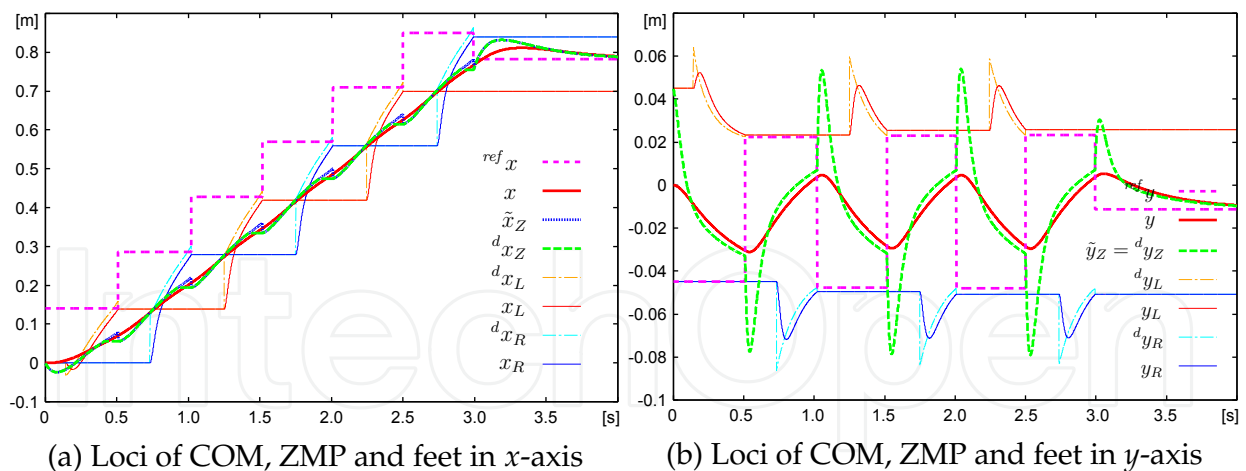 [m]
0.8
0.7
0.6
0.5
0.4
0.3
0.2
0.1
0
-0.1
0 0.5 1.0 1.5 2.0 2.5 3.0 3.5 [s]
ref x
x
x̃_Z
d x_Z
d x_L
x_L
d x_R
x_R
(a) Loci of COM, ZMP and feet in x-axis
[m]
0.06
0.04
0.02
0
-0.02
-0.04
-0.06
-0.08
-0.1
0 0.5 1.0 1.5 2.0 2.5 3.0 3.5 [s]
ref y
y
ỹ_Z = d y_Z
d y_L
y_L
d y_R
y_R
(b) Loci of COM, ZMP and feet in y-axis
IntechOpen